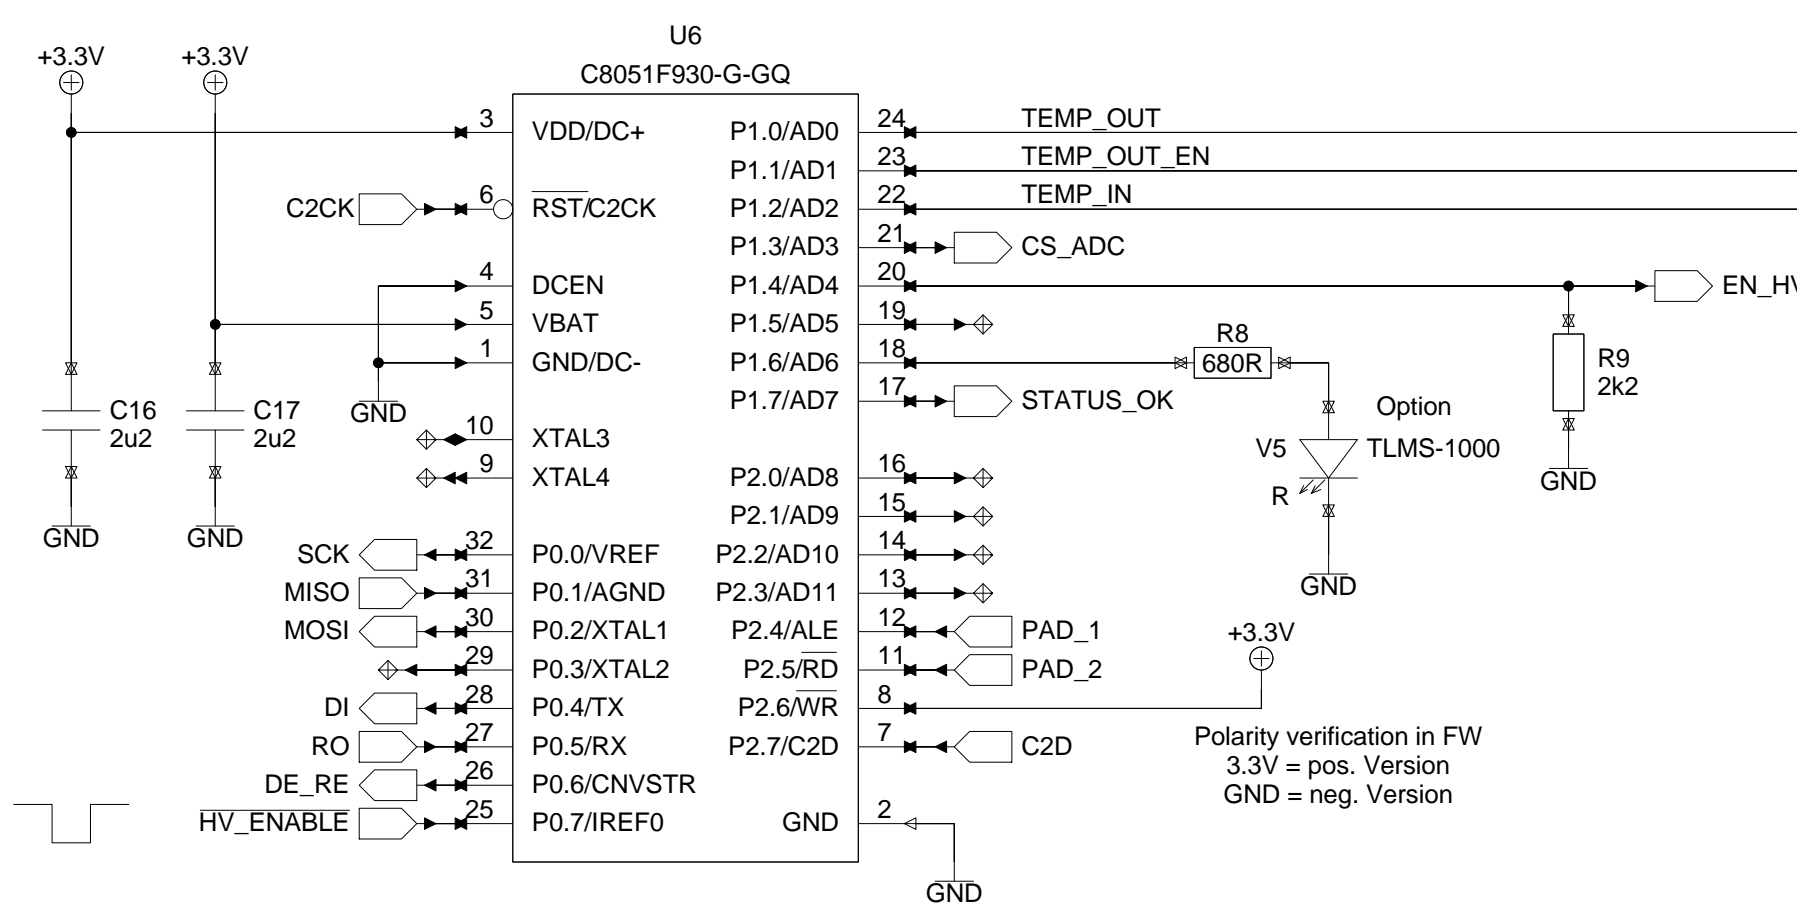 U6
C8051F930-G-GQ
+3.3V
+3.3V
3 VDD/DC+
C2CK 6 RST/C2CK
4 DCEN
5 VBAT
1 GND/DC-
GND
C16
2u2
C17
2u2
GND
GND
10 XTAL3
9 XTAL4
SCK 32 P0.0/VREF
MISO 31 P0.1/AGND
MOSI 30 P0.2/XTAL1
29 P0.3/XTAL2
DI 28 P0.4/TX
RO 27 P0.5/RX
DE_RE 26 P0.6/CNVSTR
HV_ENABLE 25 P0.7/IREF0
P1.0/AD0 24 TEMP_OUT
P1.1/AD1 23 TEMP_OUT_EN
P1.2/AD2 22 TEMP_IN
P1.3/AD3 21 CS_ADC
P1.4/AD4 20 EN_HV
P1.5/AD5 19
P1.6/AD6 18
P1.7/AD7 17 STATUS_OK
P2.0/AD8 16
P2.1/AD9 15
P2.2/AD10 14
P2.3/AD11 13
P2.4/ALE 12 PAD_1
P2.5/RD 11 PAD_2
P2.6/WR 8
P2.7/C2D 7 C2D
GND 2
GND
R8
680R
Option
V5 TLMS-1000
R
GND
R9
2k2
GND
+3.3V
Polarity verification in FW
3.3V = pos. Version
GND = neg. Version